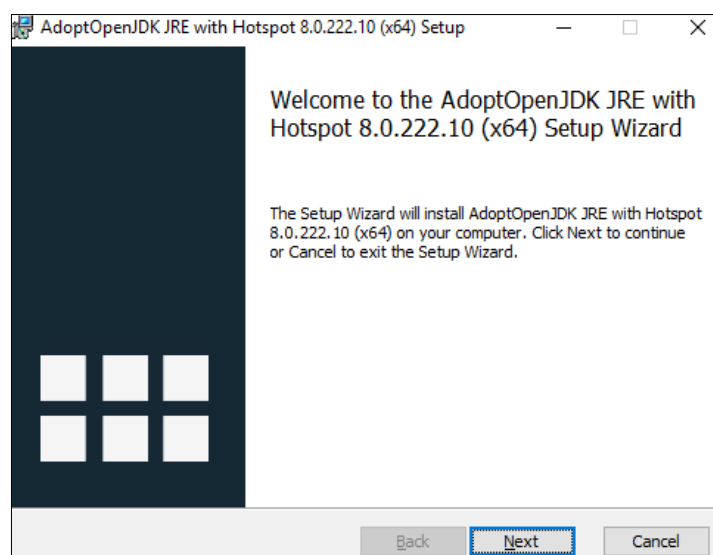 AdoptOpenJDK JRE with Hotspot 8.0.222.10 (x64) Setup
Welcome to the AdoptOpenJDK JRE with
Hotspot 8.0.222.10 (x64) Setup Wizard
The Setup Wizard will install AdoptOpenJDK JRE with Hotspot
8.0.222.10 (x64) on your computer. Click Next to continue
or Cancel to exit the Setup Wizard.
Back Next Cancel